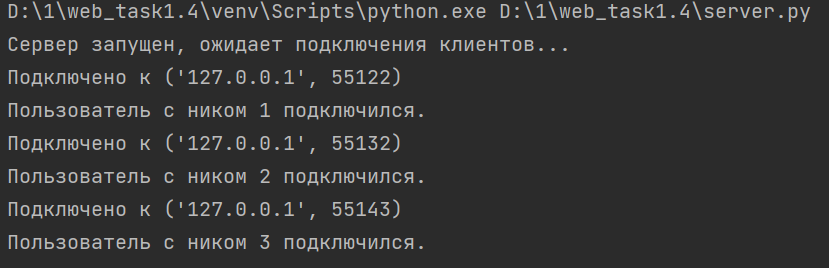 D:\1\web_task1.4\venv\Scripts\python.exe D:\1\web_task1.4\server.py
Сервер запущен, ожидает подключения клиентов...
Подключено к ('127.0.0.1', 55122)
Пользователь с ником 1 подключился.
Подключено к ('127.0.0.1', 55132)
Пользователь с ником 2 подключился.
Подключено к ('127.0.0.1', 55143)
Пользователь с ником 3 подключился.